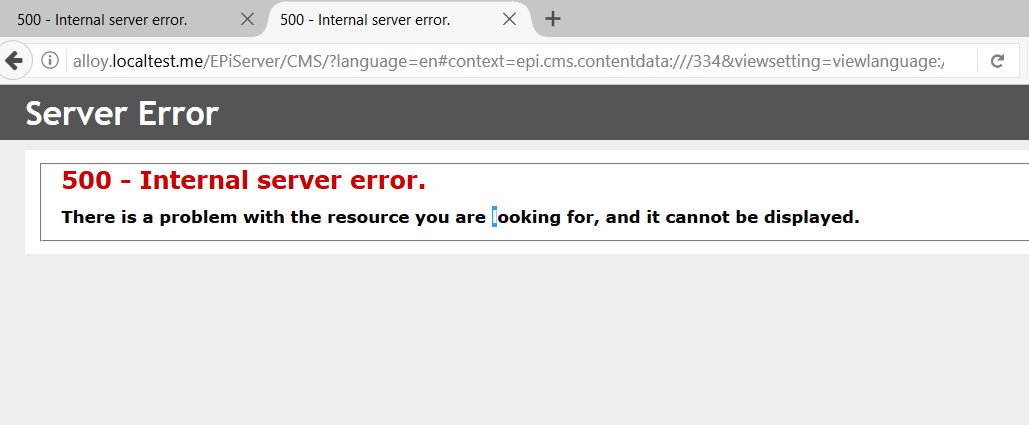 500 - Internal server error.
500 - Internal server error.
alloy.localtest.me/EPiServer/CMS/?language=en#context=epi.cms.contentdata:///334&viewsetting=viewlanguage:/
Server Error
500 - Internal server error.
There is a problem with the resource you are looking for, and it cannot be displayed.